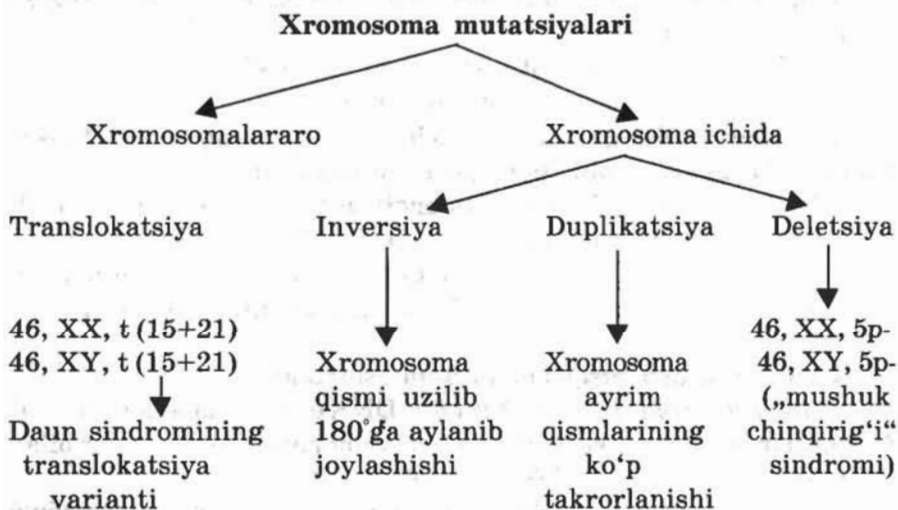 Xromosoma mutatsiyalari
Xromosomalararo
Xromosoma ichida
Translokatsiya
Inversiya
Duplikatsiya
Deletsiya
46, XX, t (15+21)
46, XY, t (15+21)
Daun sindromining
translokatsiya
varianti
Xromosoma
qismi uzilib
180°ga aylanib
joylashishi
Xromosoma
ayrim
qismlarining
ko‘p
takrorlanishi
46, XX, 5p-
46, XY, 5p-
(„mushuk
chinqirig‘i“
sindromi)